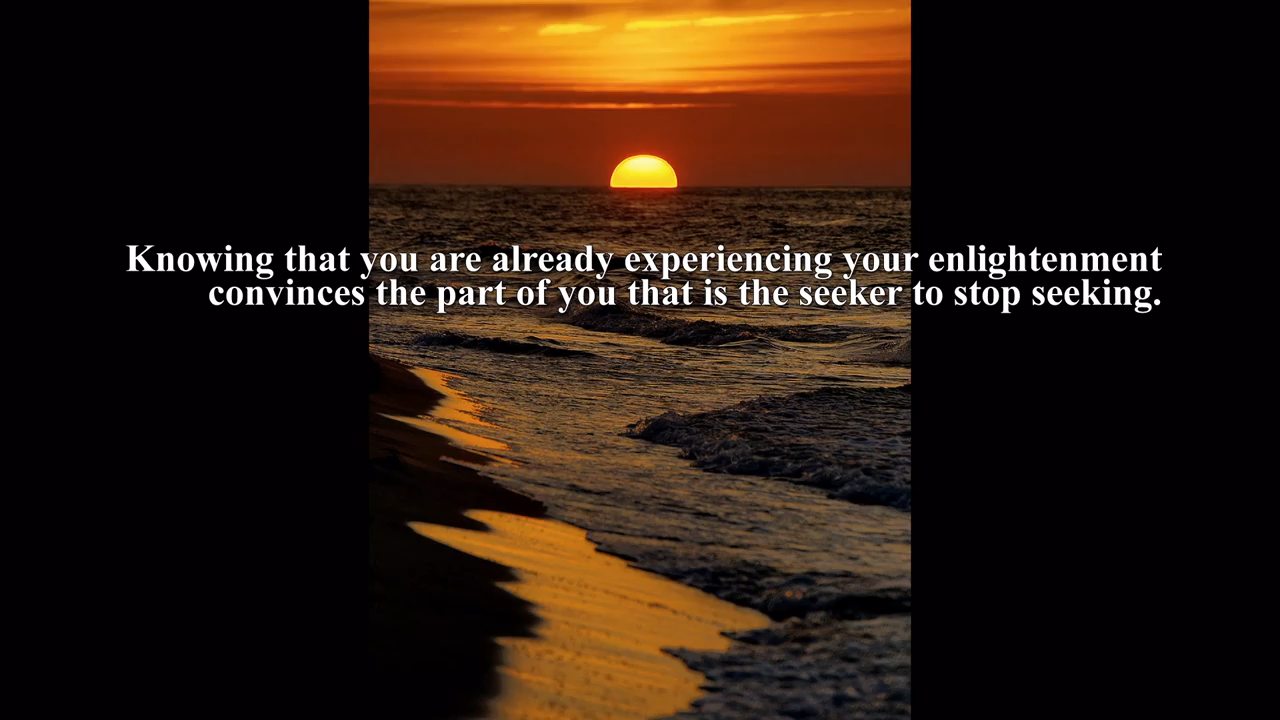 Knowing that you are already experiencing your enlightenment
convinces the part of you that is the seeker to stop seeking.